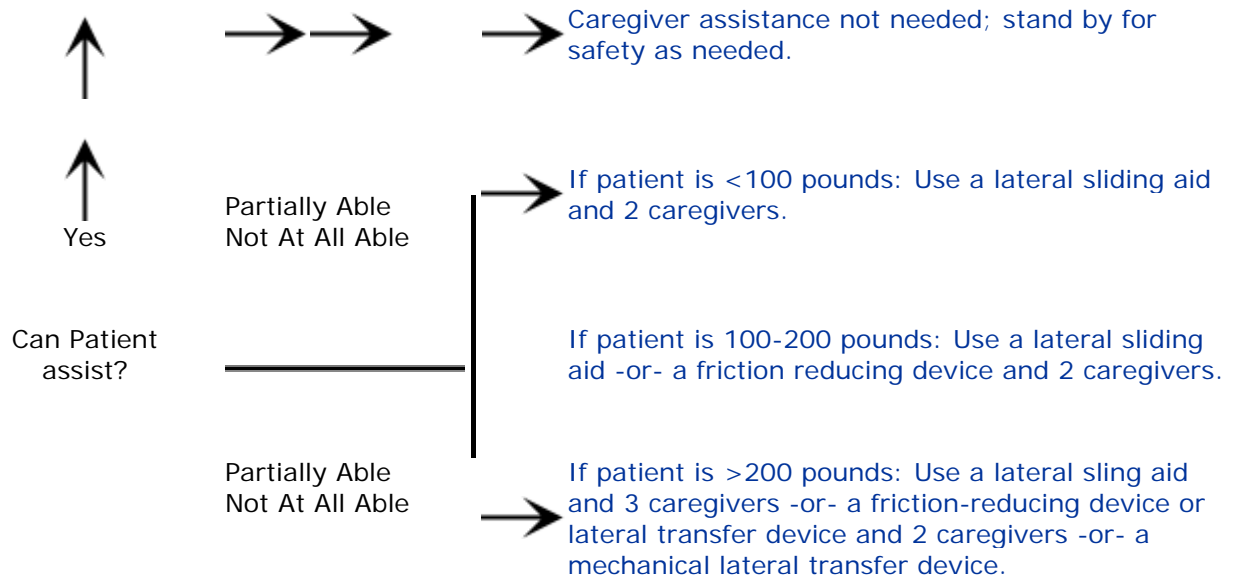 Caregiver assistance not needed; stand by for
safety as needed.
Yes
Partially Able
Not At All Able
If patient is <100 pounds: Use a lateral sliding aid
and 2 caregivers.
Can Patient
assist?
If patient is 100-200 pounds: Use a lateral sliding
aid -or- a friction reducing device and 2 caregivers.
Partially Able
Not At All Able
If patient is >200 pounds: Use a lateral sling aid
and 3 caregivers -or- a friction-reducing device or
lateral transfer device and 2 caregivers -or- a
mechanical lateral transfer device.